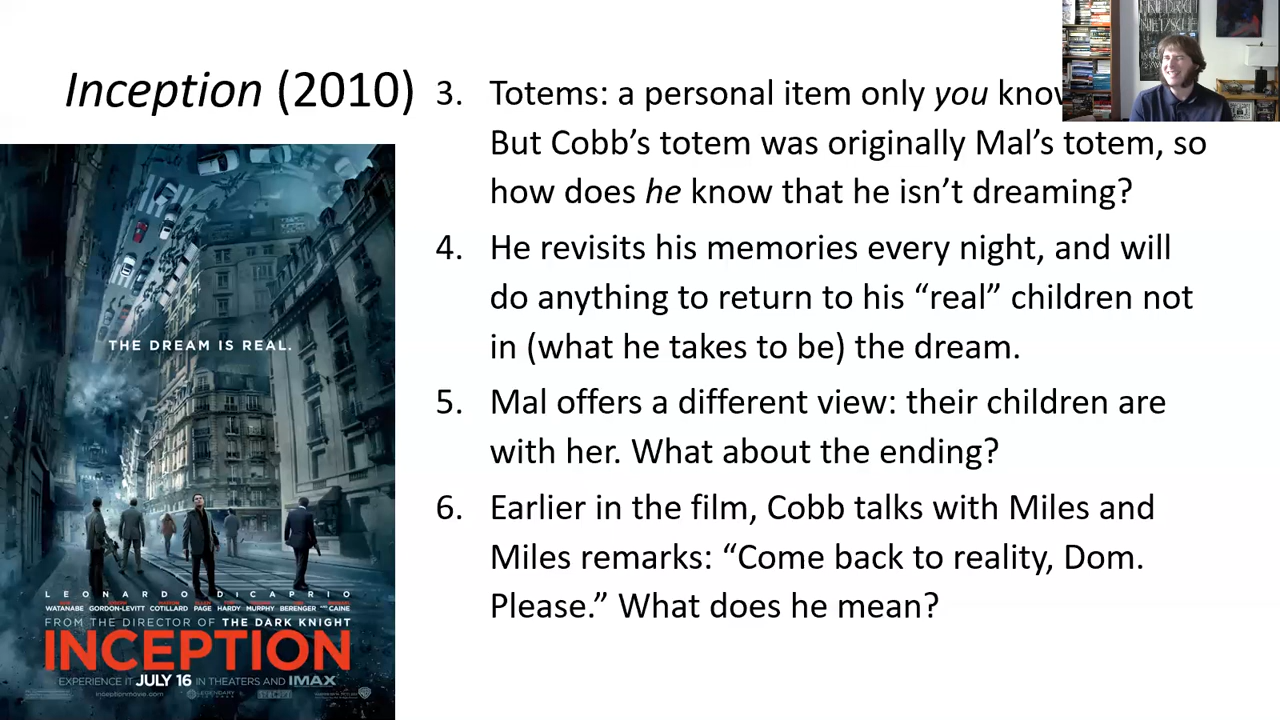 Inception (2010)
3. Totems: a personal item only you know
But Cobb’s totem was originally Mal’s totem, so
how does he know that he isn’t dreaming?
4. He revisits his memories every night, and will
do anything to return to his “real” children not
in (what he takes to be) the dream.
5. Mal offers a different view: their children are
with her. What about the ending?
6. Earlier in the film, Cobb talks with Miles and
Miles remarks: “Come back to reality, Dom.
Please.” What does he mean?
THE DREAM IS REAL.
LEONARDO DICAPRIO
WATANABE GORDON-LEVITT COTILLARD PAGE HARDY MURPHY BERENGER CAINE
FROM THE DIRECTOR OF THE DARK KNIGHT
INCEPTION
EXPERIENCE IT JULY 16 IN THEATERS AND IMAX
inceptionmovie.com
LEGENDARY
NIETZSCHE